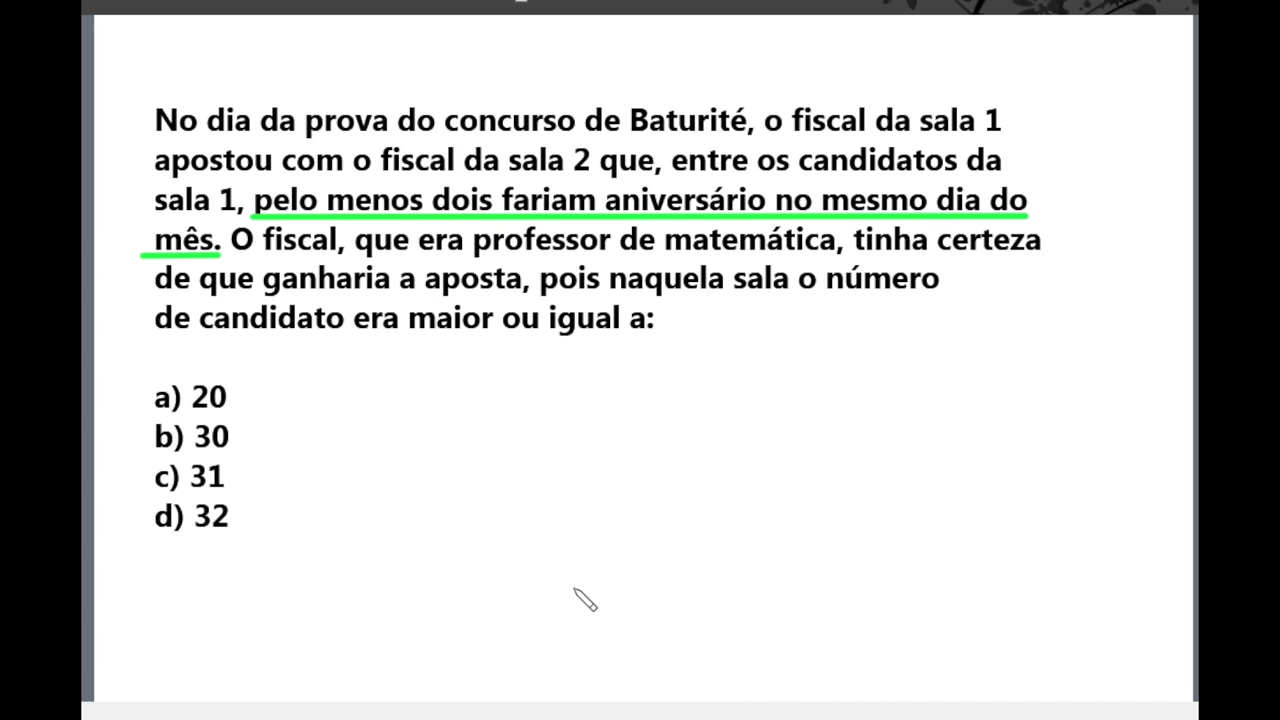 No dia da prova do concurso de Baturité, o fiscal da sala 1
apostou com o fiscal da sala 2 que, entre os candidatos da
sala 1, pelo menos dois fariam aniversário no mesmo dia do
mês. O fiscal, que era professor de matemática, tinha certeza
de que ganharia a aposta, pois naquela sala o número
de candidato era maior ou igual a:
a) 20
b) 30
c) 31
d) 32